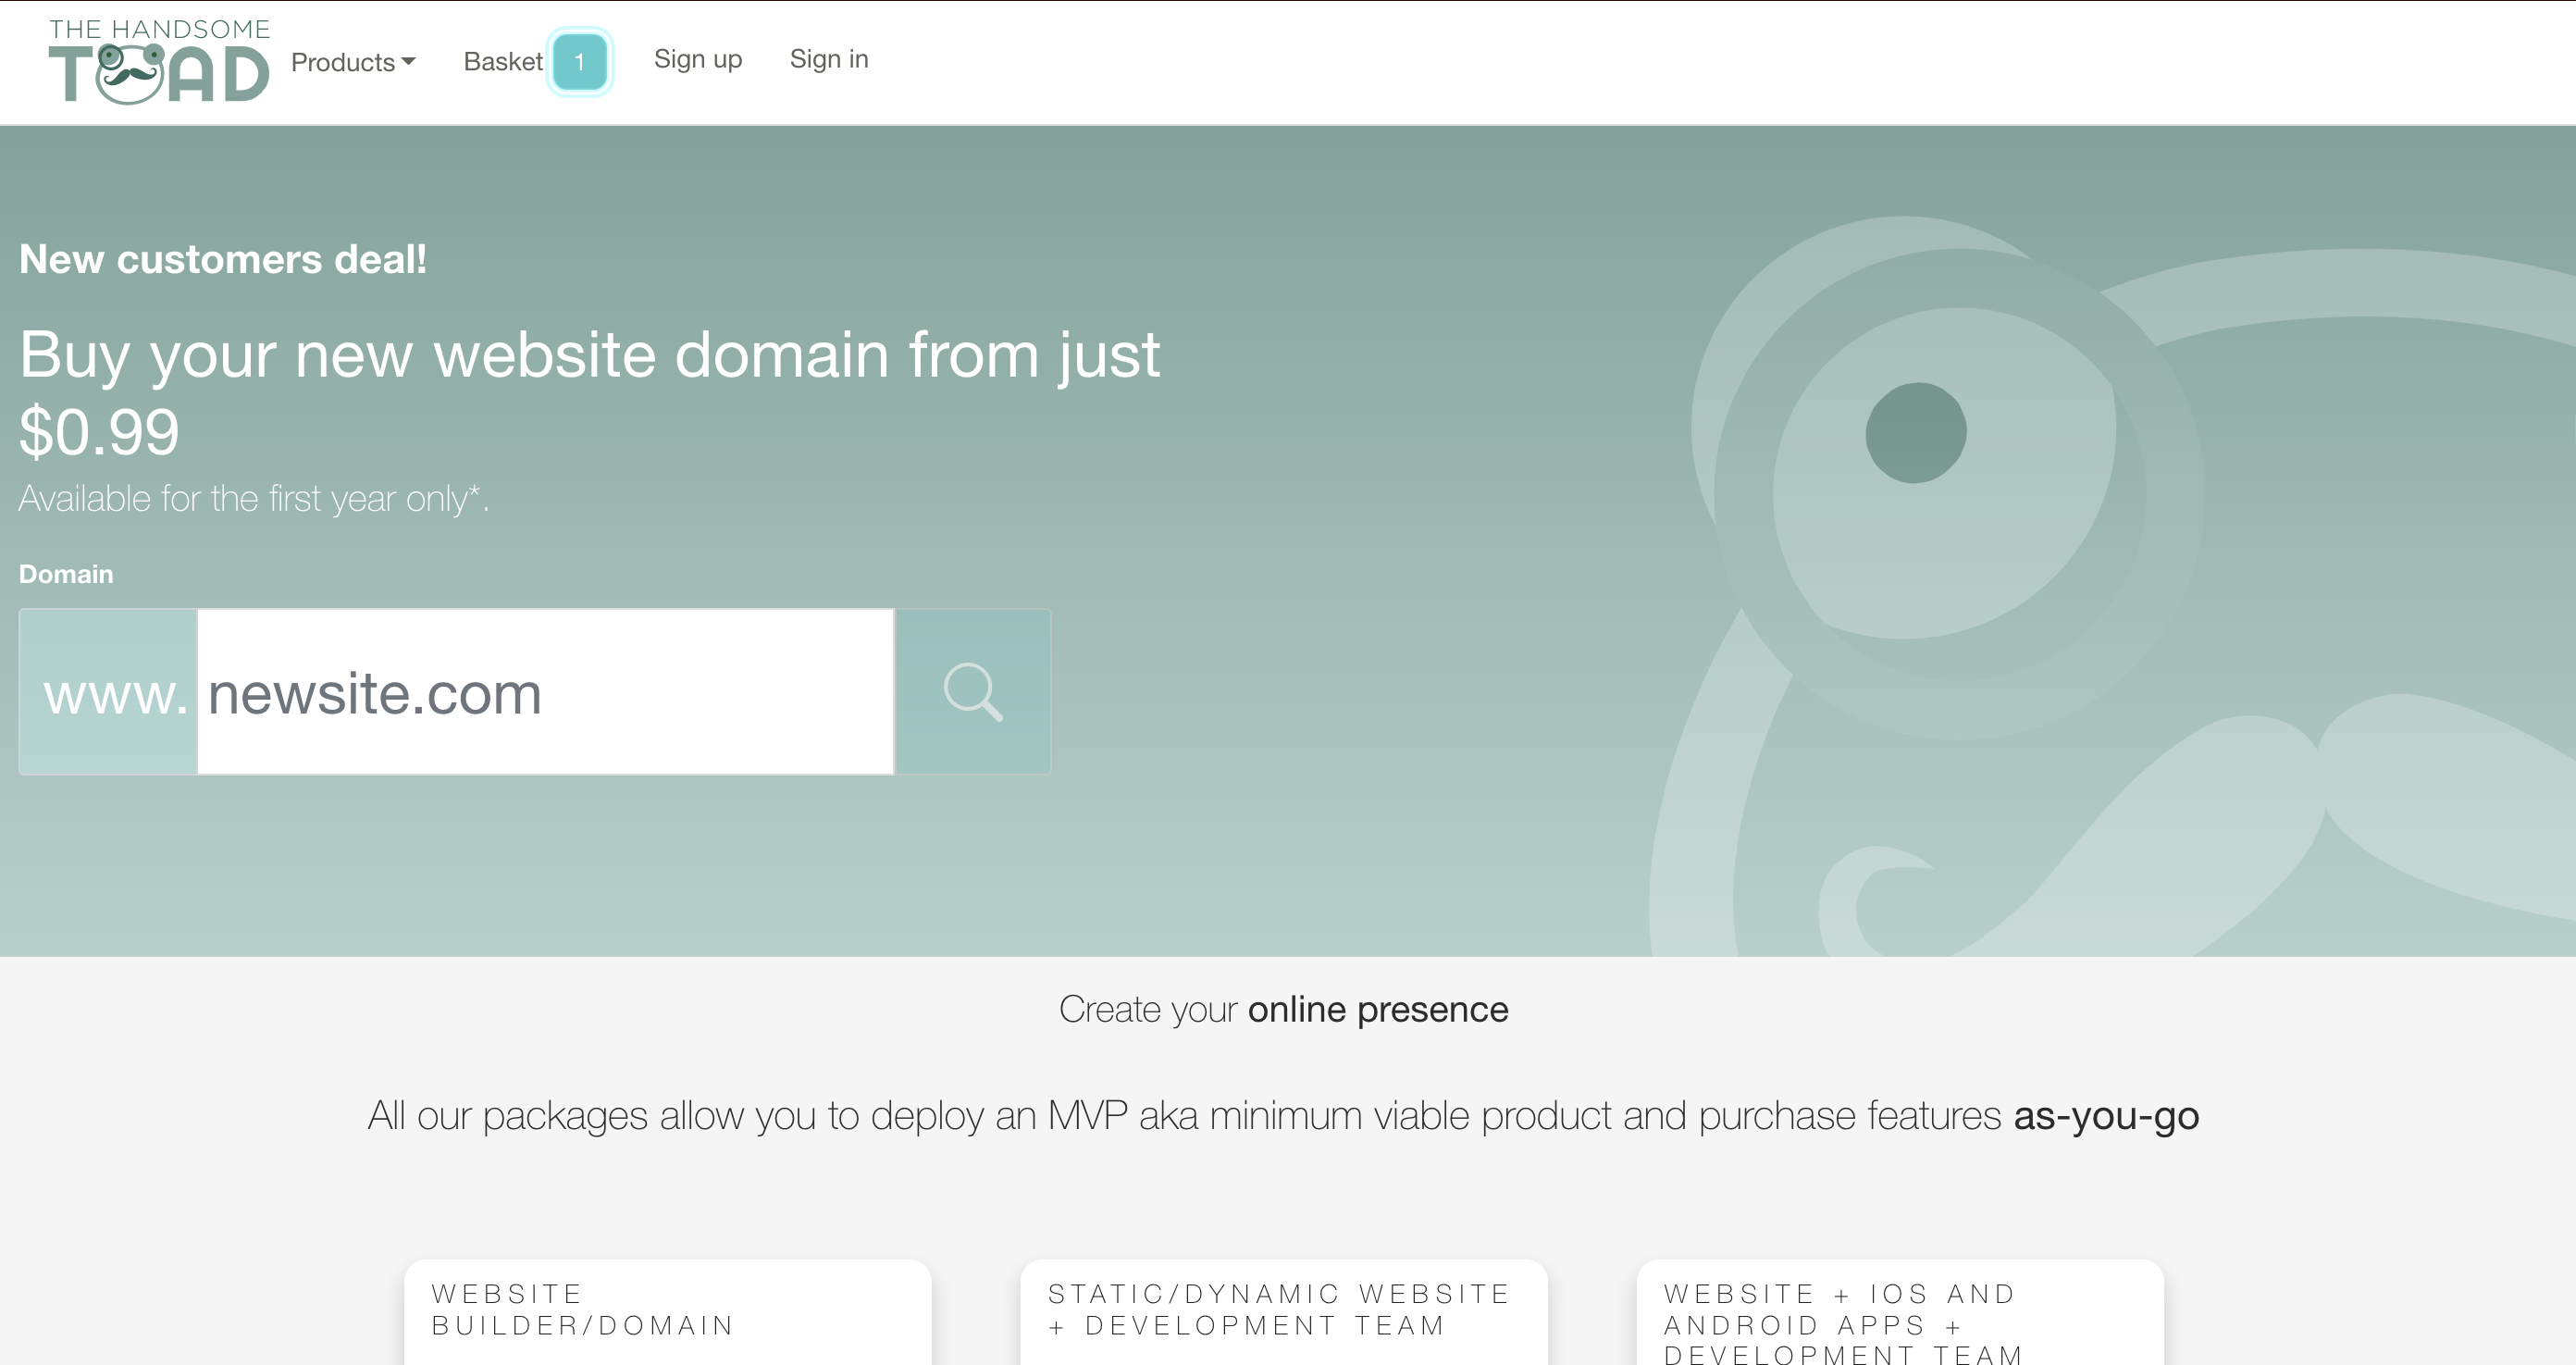 THE HANDSOME
TOAD
Products
Basket 1
Sign up
Sign in
New customers deal!
Buy your new website domain from just
$0.99
Available for the first year only*.
Domain
www. newsite.com
Create your online presence
All our packages allow you to deploy an MVP aka minimum viable product and purchase features as-you-go
WEBSITE
BUILDER/DOMAIN
STATIC/DYNAMIC WEBSITE
+ DEVELOPMENT TEAM
WEBSITE + IOS AND
ANDROID APPS +
DEVELOPMENT TEAM